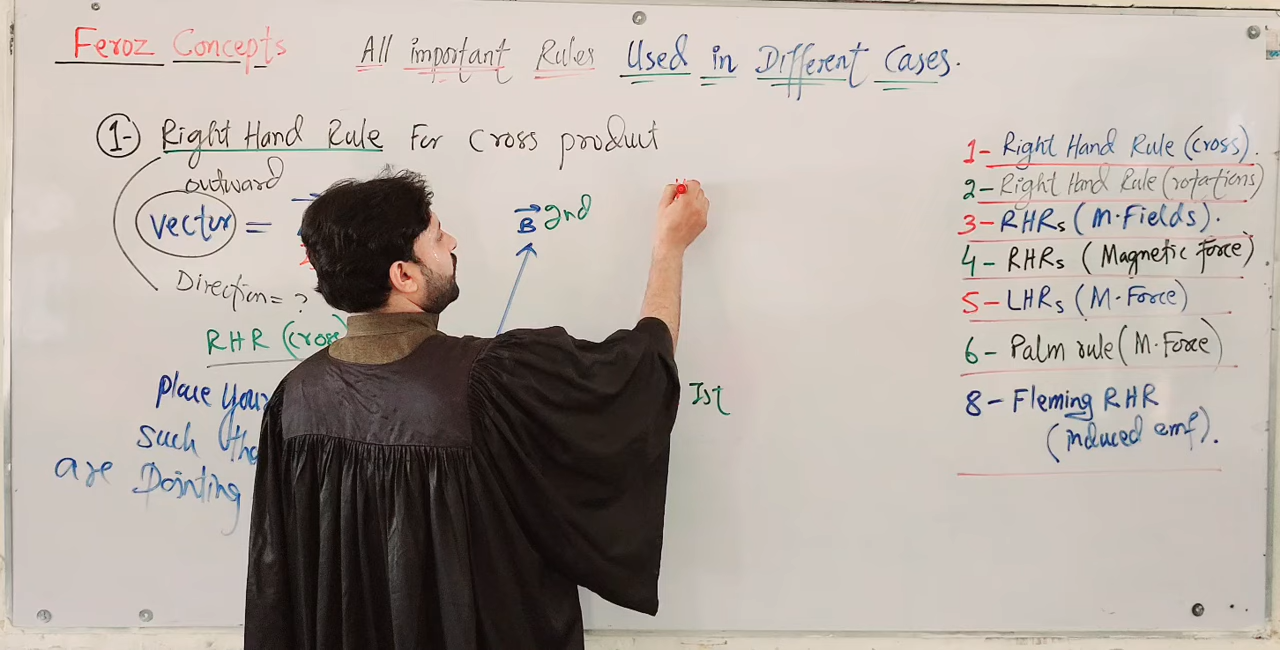 Feroz Concepts
All important Rules Used in Different Cases.
1- Right Hand Rule For Cross product
outward
vector =
Direction = ?
RHR (cross
place your
such tha
are pointing
B 2nd
Ist
1- Right Hand Rule (cross).
2- Right Hand Rule (rotations)
3- RHRs (M.Fields).
4- RHRs (Magnetic force)
5- LHRs (M.Force)
6- Palm rule (M.Force)
8- Fleming RHR
(induced emf).